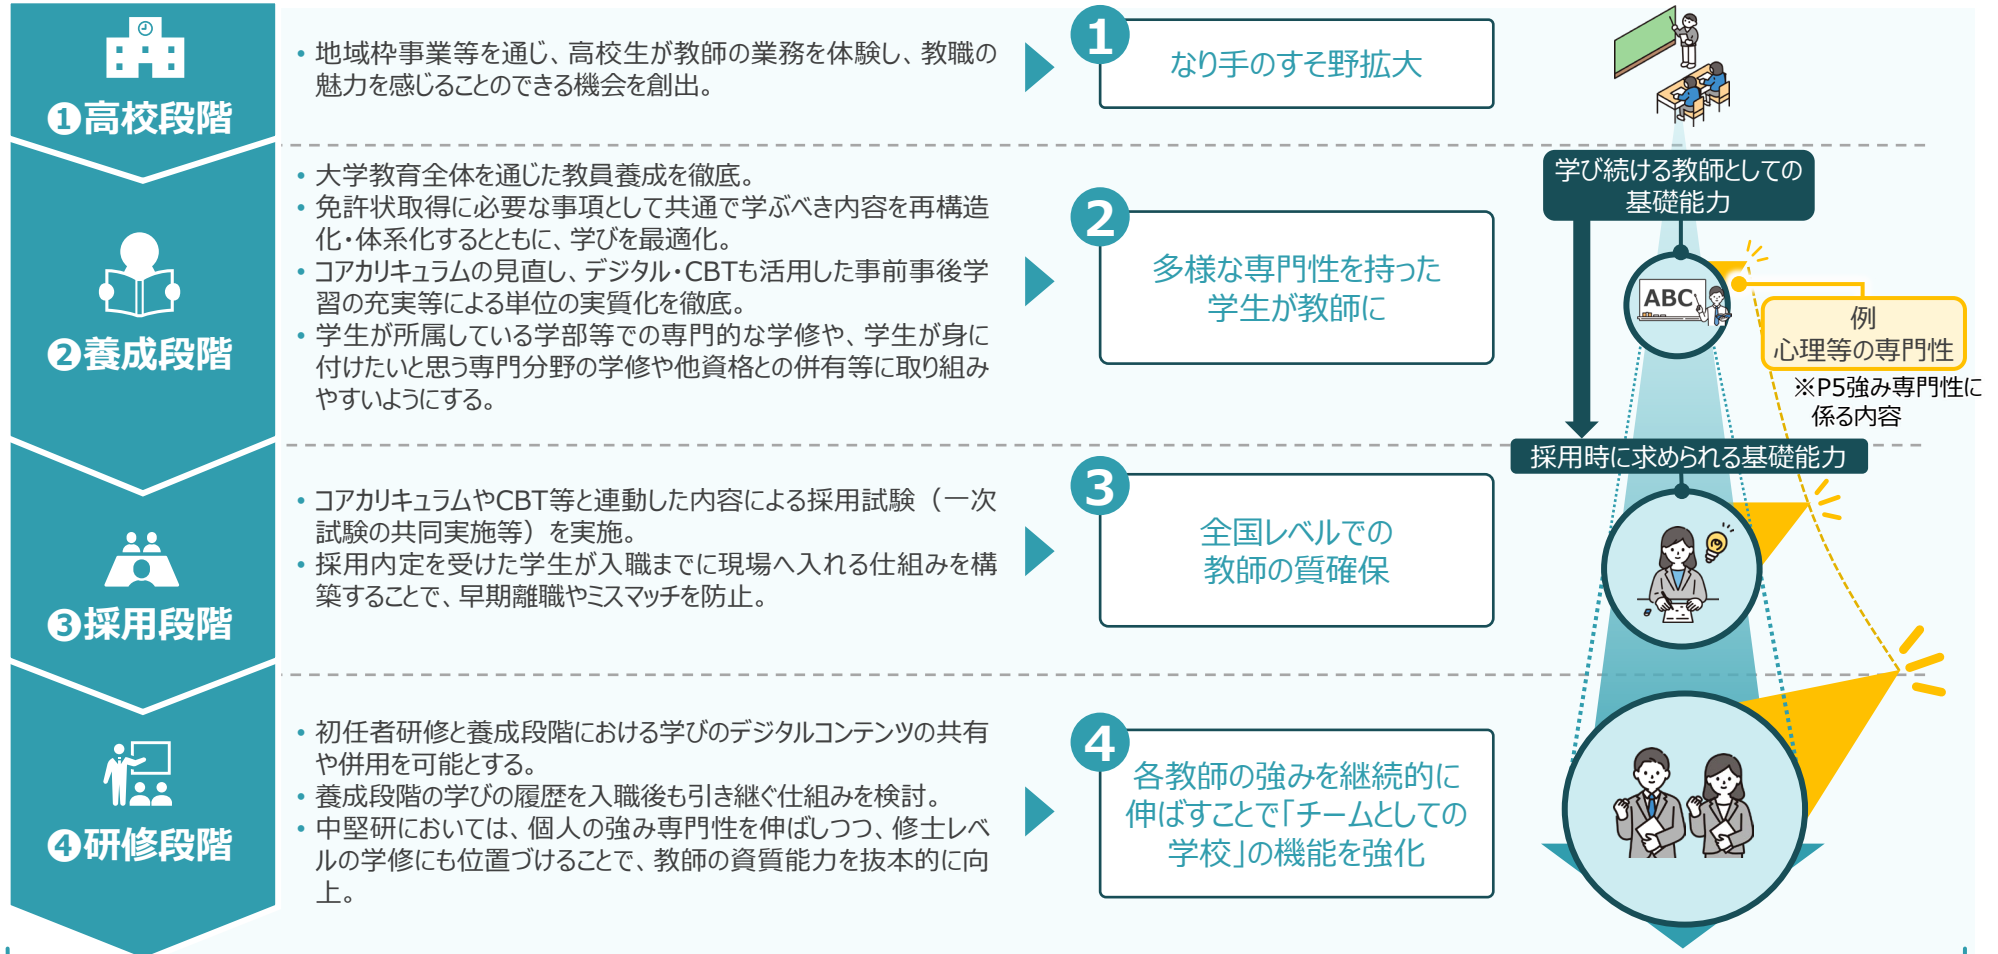 ❶高校段階
• 地域枠事業等を通じ、高校生が教師の業務を体験し、教職の
魅力を感じることのできる機会を創出。
1
なり手のすそ野拡大
❷養成段階
• 大学教育全体を通じた教員養成を徹底。
• 免許状取得に必要な事項として共通で学ぶべき内容を再構造
化・体系化するとともに、学びを最適化。
• コアカリキュラムの見直し、デジタル・CBTも活用した事前事後学
習の充実等による単位の実質化を徹底。
• 学生が所属している学部等での専門的な学修や、学生が身に
付けたいと思う専門分野の学修や他資格との併有等に取り組み
やすいようにする。
2
多様な専門性を持った
学生が教師に
学び続ける教師としての
基礎能力
ABC
例
心理等の専門性
※P5強み専門性に
係る内容
❸採用段階
• コアカリキュラムやCBT等と連動した内容による採用試験（一次
試験の共同実施等）を実施。
• 採用内定を受けた学生が入職までに現場へ入れる仕組みを構
築することで、早期離職やミスマッチを防止。
3
全国レベルでの
教師の質確保
採用時に求められる基礎能力
❹研修段階
• 初任者研修と養成段階における学びのデジタルコンテンツの共有
や併用を可能とする。
• 養成段階の学びの履歴を入職後も引き継ぐ仕組みを検討。
• 中堅研においては、個人の強み専門性を伸ばしつつ、修士レベ
ルの学修にも位置づけることで、教師の資質能力を抜本的に向
上。
4
各教師の強みを継続的に
伸ばすことで「チームとしての
学校」の機能を強化